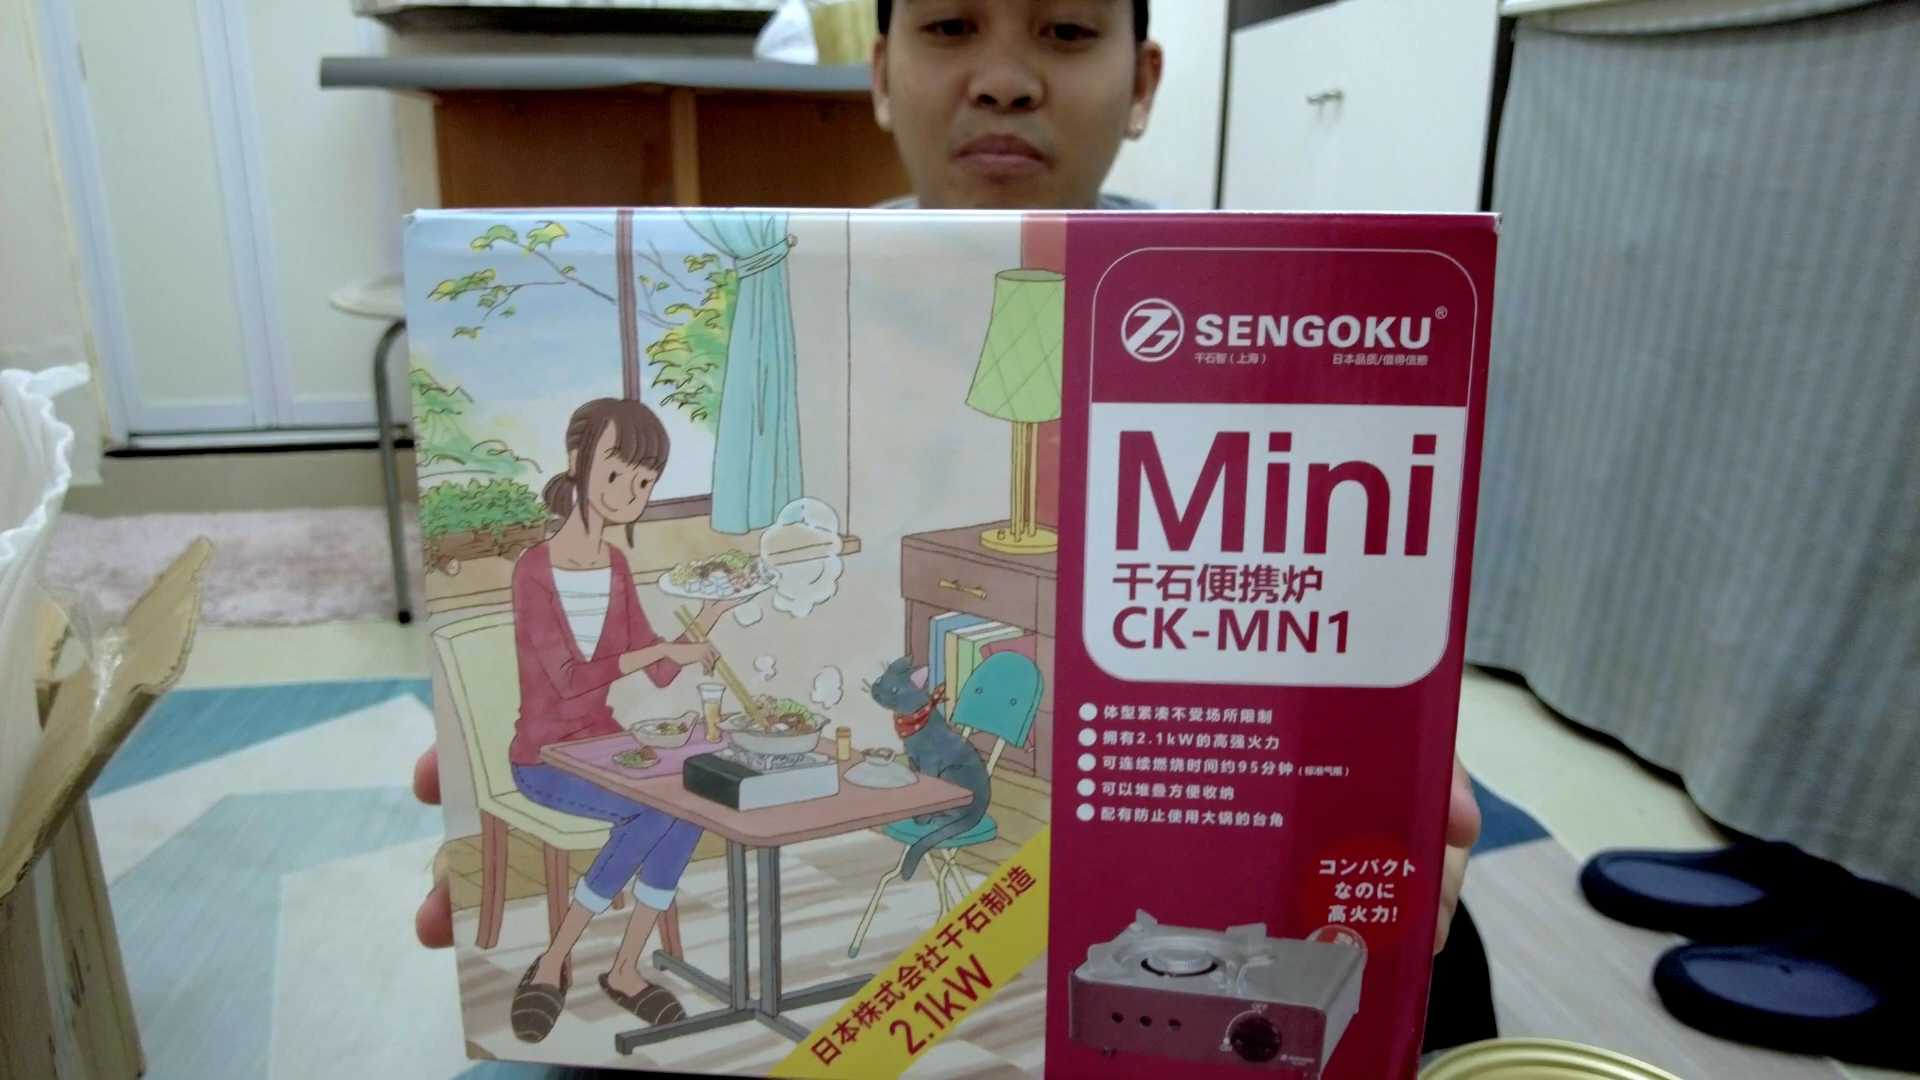 SENGOKU®
千石智(上海) 日本品质/值得信赖
Mini
千石便携炉
CK-MN1
体型紧凑不受场所限制
拥有2.1kW的高强火力
可连续燃烧时间约95分钟(标准气瓶)
可以堆叠方便收纳
配有防止使用大锅的台角
コンパクト
なのに
高火力!
日本株式会社千石制造
2.1kW